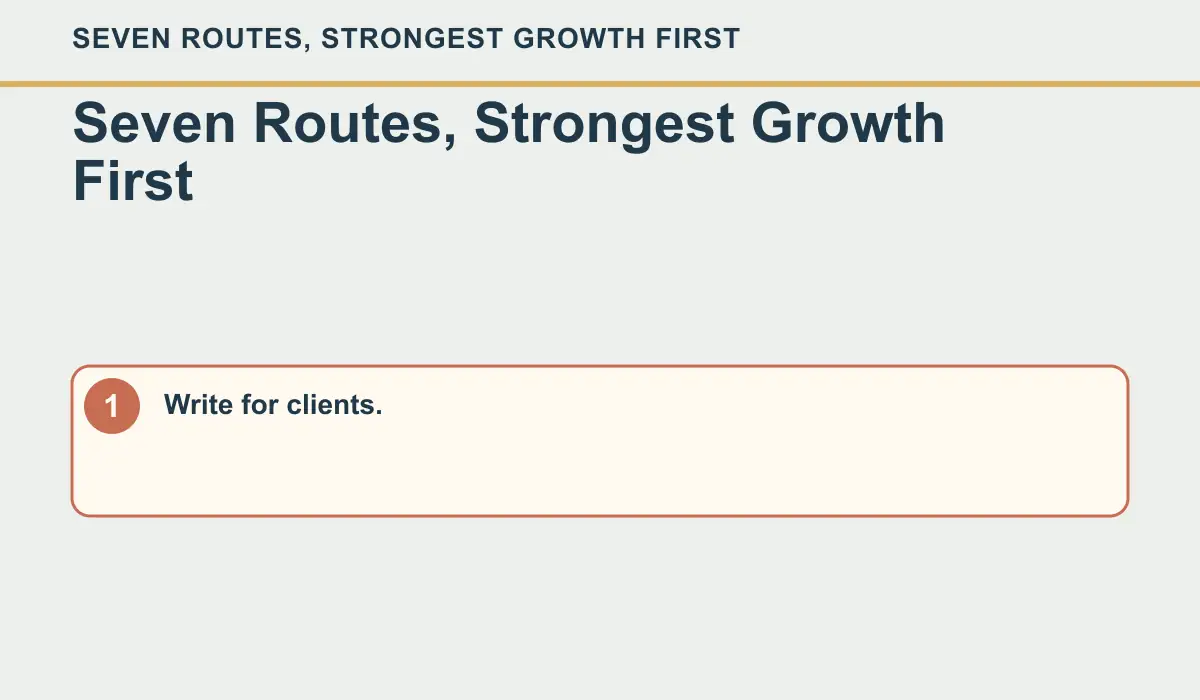 SEVEN ROUTES, STRONGEST GROWTH FIRST
Seven Routes, Strongest Growth
First
1
Write for clients.